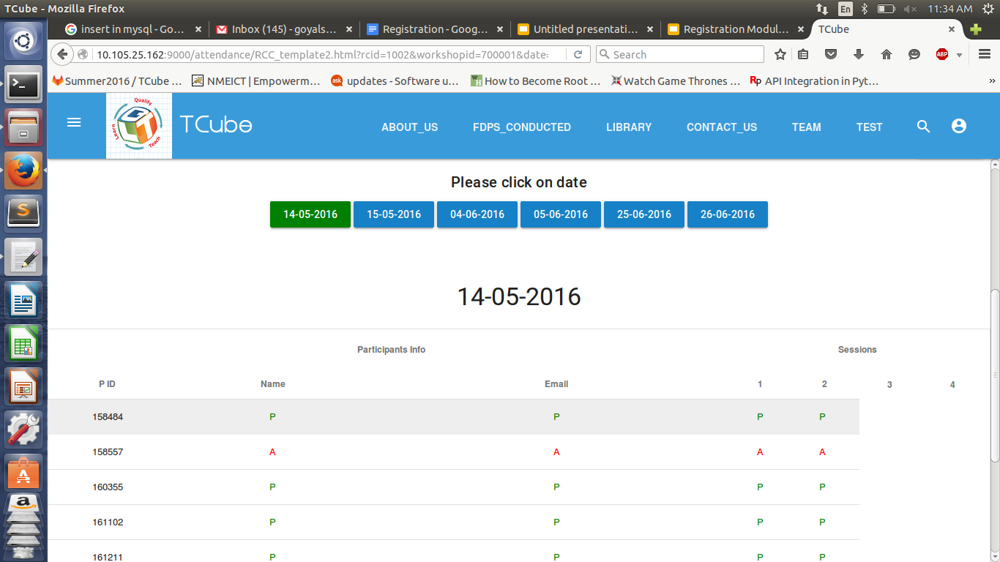 TCube - Mozilla Firefox
En
11:34 AM
insert in mysql - Go...
Inbox (145) - goyals...
Registration - Goog...
Untitled presentati...
Registration Modul...
TCube
10.105.25.162:9000/attendance/RCC_template2.html?rcid=1002&workshopid=700001&date=
Search
ABP
Summer2016 / TCube ...
NMEICT | Empowerm...
ask
updates - Software u...
WH
How to Become Root ...
Watch Game Thrones ...
Rp
API Integration in Pyt...
»
Qualify
Learn
Teach
TCube
ABOUT_US
FDPS_CONDUCTED
LIBRARY
CONTACT_US
TEAM
TEST
Please click on date
14-05-2016
15-05-2016
04-06-2016
05-06-2016
25-06-2016
26-06-2016
14-05-2016
Participants Info
Sessions
P ID Name Email 1 2 3 4
158484 P P P P
158557 A A A A
160355 P P P P
161102 P P P P
161211 P P P P